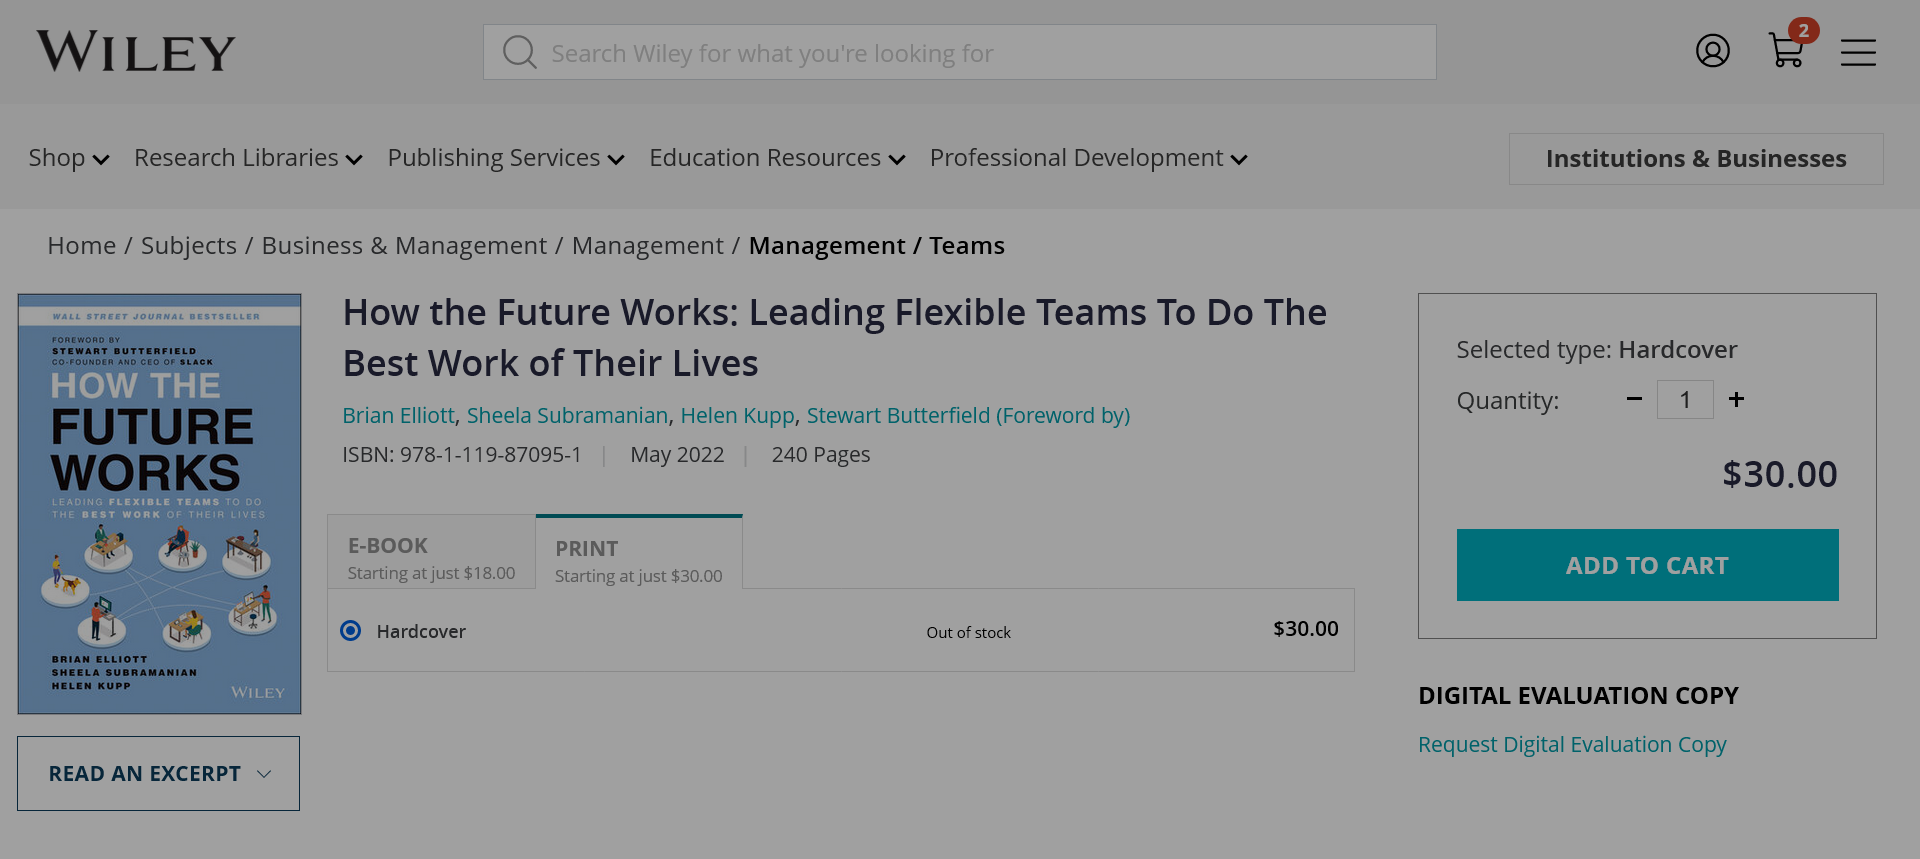 WILEY
Search Wiley for what you're looking for
2
Shop Research Libraries Publishing Services Education Resources Professional Development Institutions & Businesses
Home / Subjects / Business & Management / Management / Management / Teams
WALL STREET JOURNAL BESTSELLER
FOREWORD BY
STEWART BUTTERFIELD
CO-FOUNDER AND CEO OF SLACK
HOW THE
FUTURE
WORKS
LEADING FLEXIBLE TEAMS TO DO
THE BEST WORK OF THEIR LIVES
BRIAN ELLIOTT
SHEELA SUBRAMANIAN
HELEN KUPP
WILEY
READ AN EXCERPT
How the Future Works: Leading Flexible Teams To Do The
Best Work of Their Lives
Brian Elliott, Sheela Subramanian, Helen Kupp, Stewart Butterfield (Foreword by)
ISBN: 978-1-119-87095-1 | May 2022 | 240 Pages
E-BOOK
Starting at just $18.00
PRINT
Starting at just $30.00
Hardcover Out of stock $30.00
Selected type: Hardcover
Quantity: − 1 +
$30.00
ADD TO CART
DIGITAL EVALUATION COPY
Request Digital Evaluation Copy